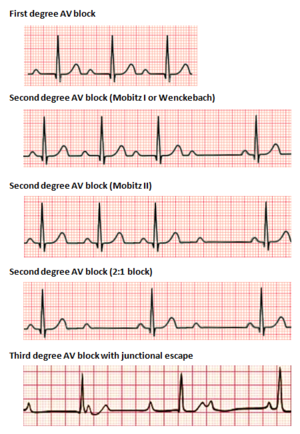 First degree AV block
Second degree AV block (Mobitz I or Wenckebach)
Second degree AV block (Mobitz II)
Second degree AV block (2:1 block)
Third degree AV block with junctional escape